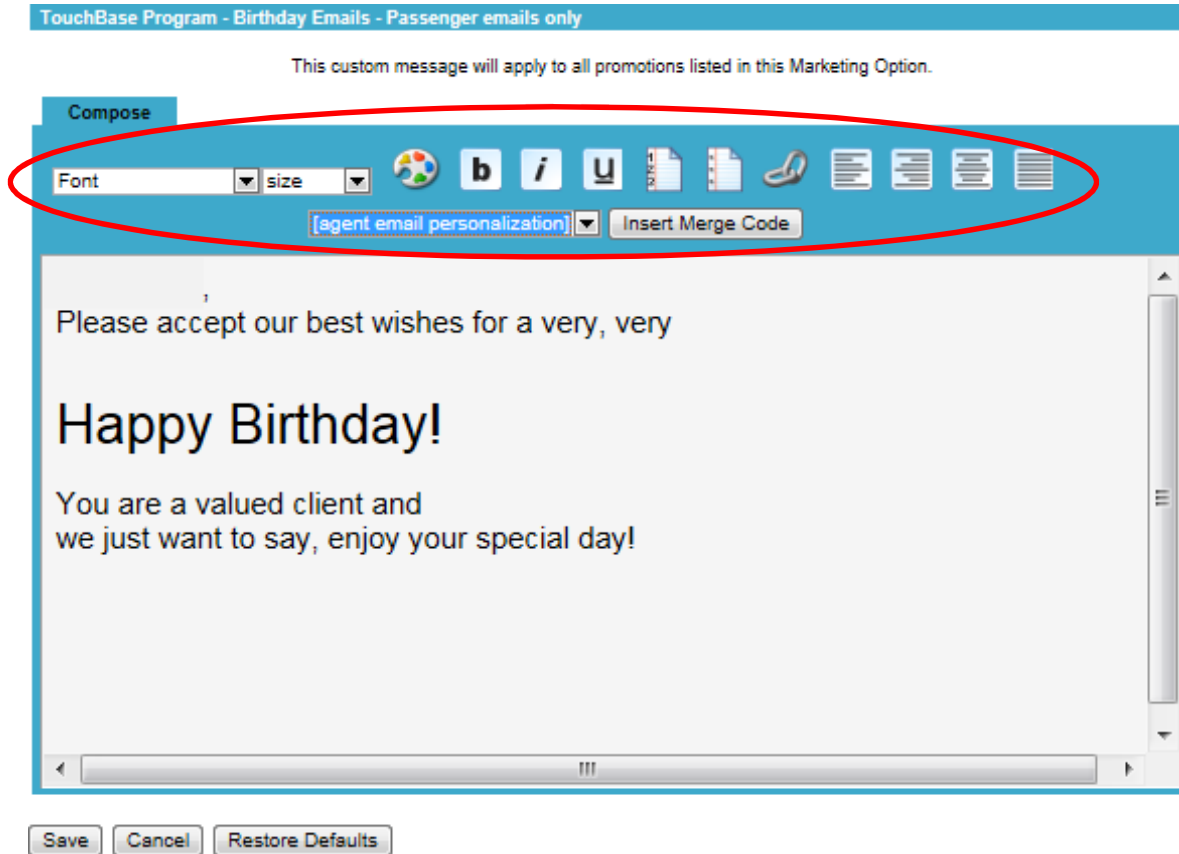 TouchBase Program - Birthday Emails - Passenger emails only
This custom message will apply to all promotions listed in this Marketing Option.
Compose
Font size b i U
[agent email personalization] Insert Merge Code
,
Please accept our best wishes for a very, very
Happy Birthday!
You are a valued client and
we just want to say, enjoy your special day!
Save Cancel Restore Defaults